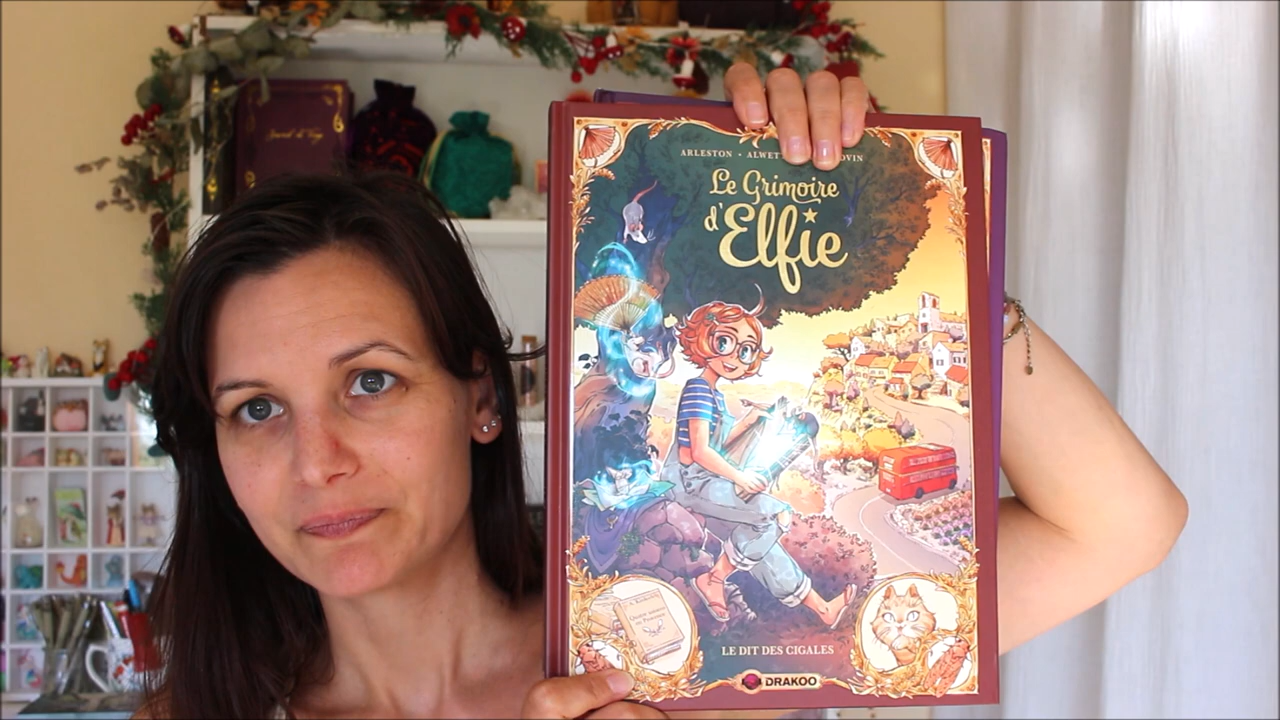 ARLESTON • ALWETT
Le Grimoire
d'Elfie
LE DIT DES CIGALES
DRAKOO